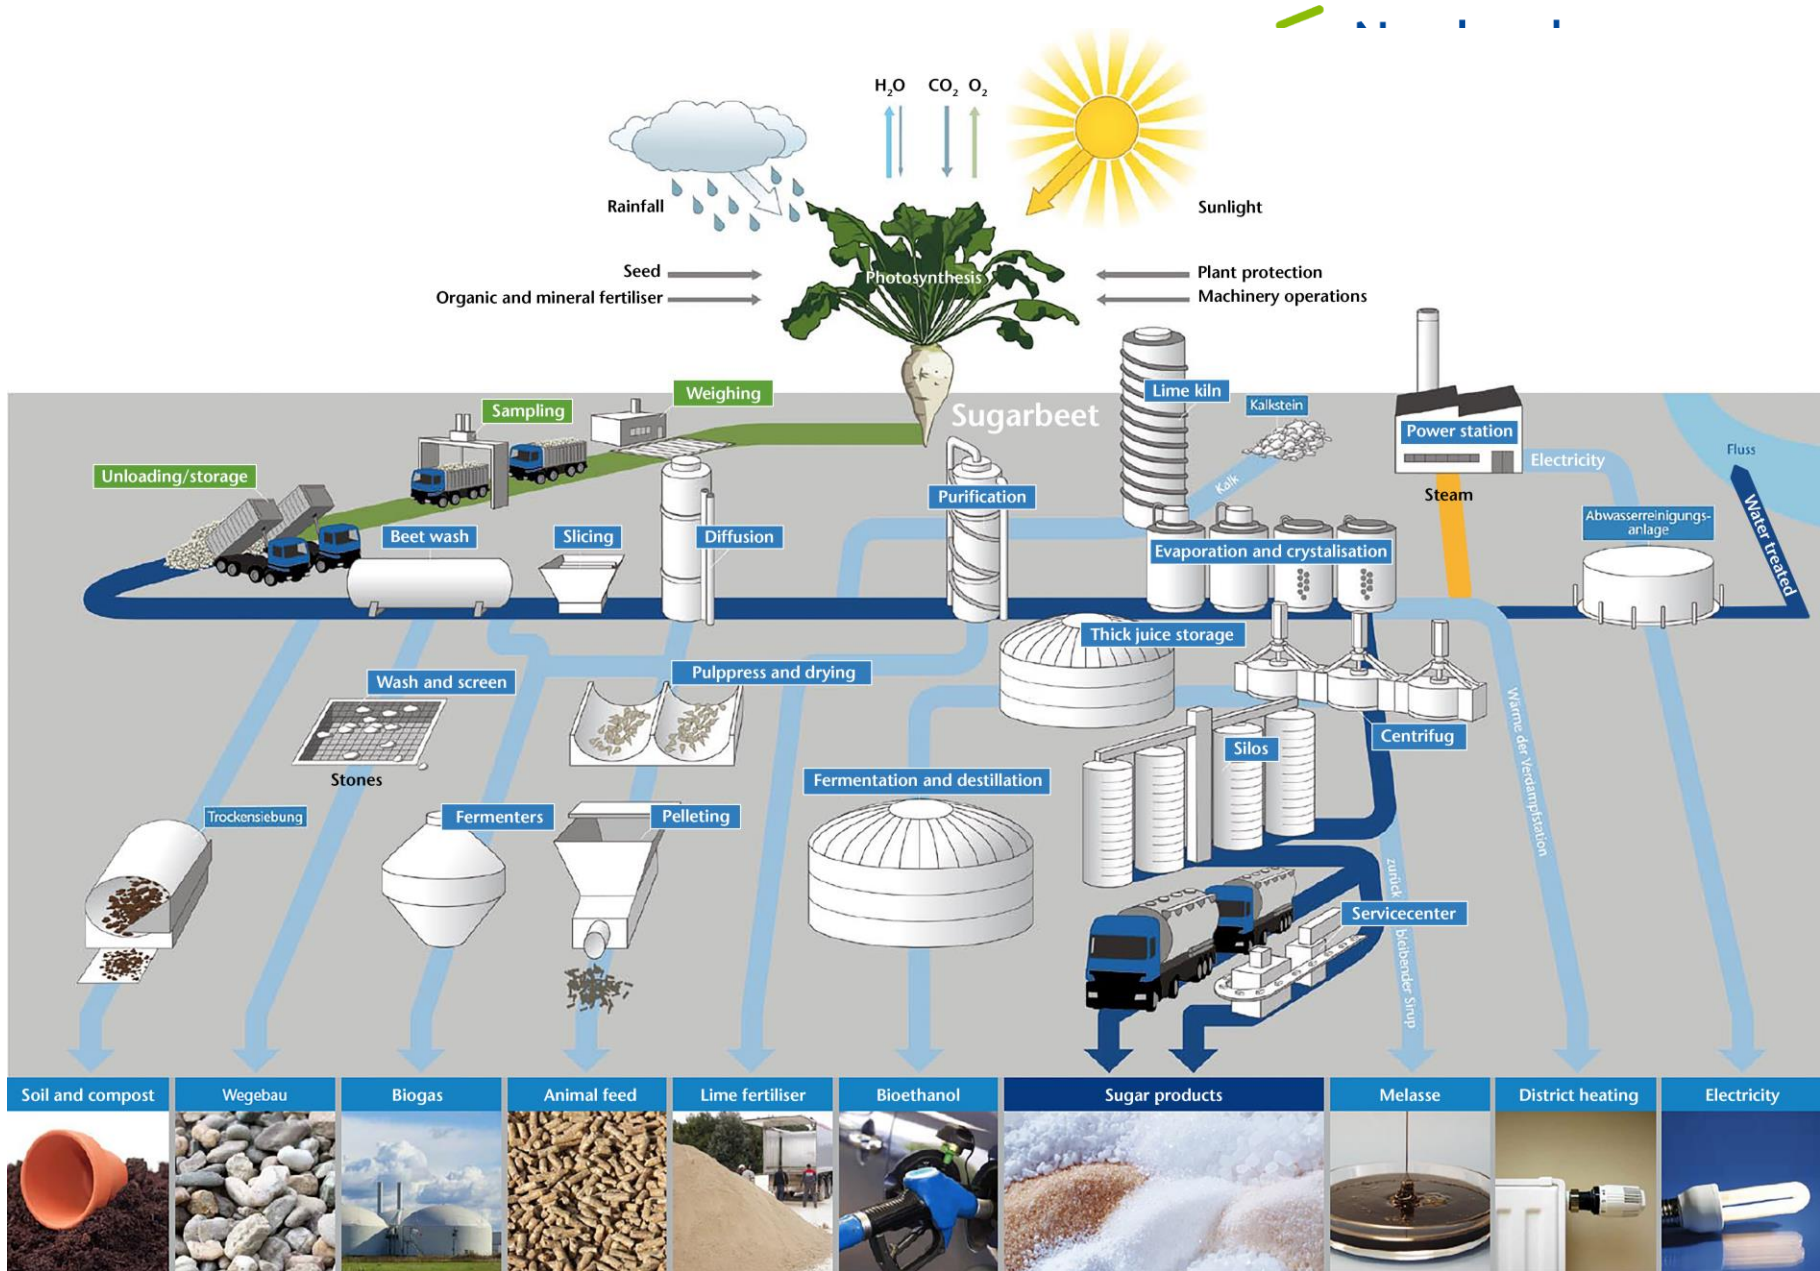 H₂O
CO₂
O₂
Rainfall
Sunlight
Seed
Organic and mineral fertiliser
Photosynthesis
Plant protection
Machinery operations
Sugarbeet
Weighing
Sampling
Unloading/storage
Lime kiln
Kalkstein
Kalk
Power station
Electricity
Steam
Fluss
Water treated
Abwasserreinigungs-
anlage
Beet wash
Slicing
Diffusion
Purification
Evaporation and crystalisation
Thick juice storage
Wash and screen
Stones
Pulppress and drying
Centrifug
Silos
Wärme der Verdampfstation
Trockensiebung
Fermenters
Pelleting
Fermentation and destillation
Servicecenter
zurück
bleibender Sirup
Soil and compost
Wegebau
Biogas
Animal feed
Lime fertiliser
Bioethanol
Sugar products
Melasse
District heating
Electricity